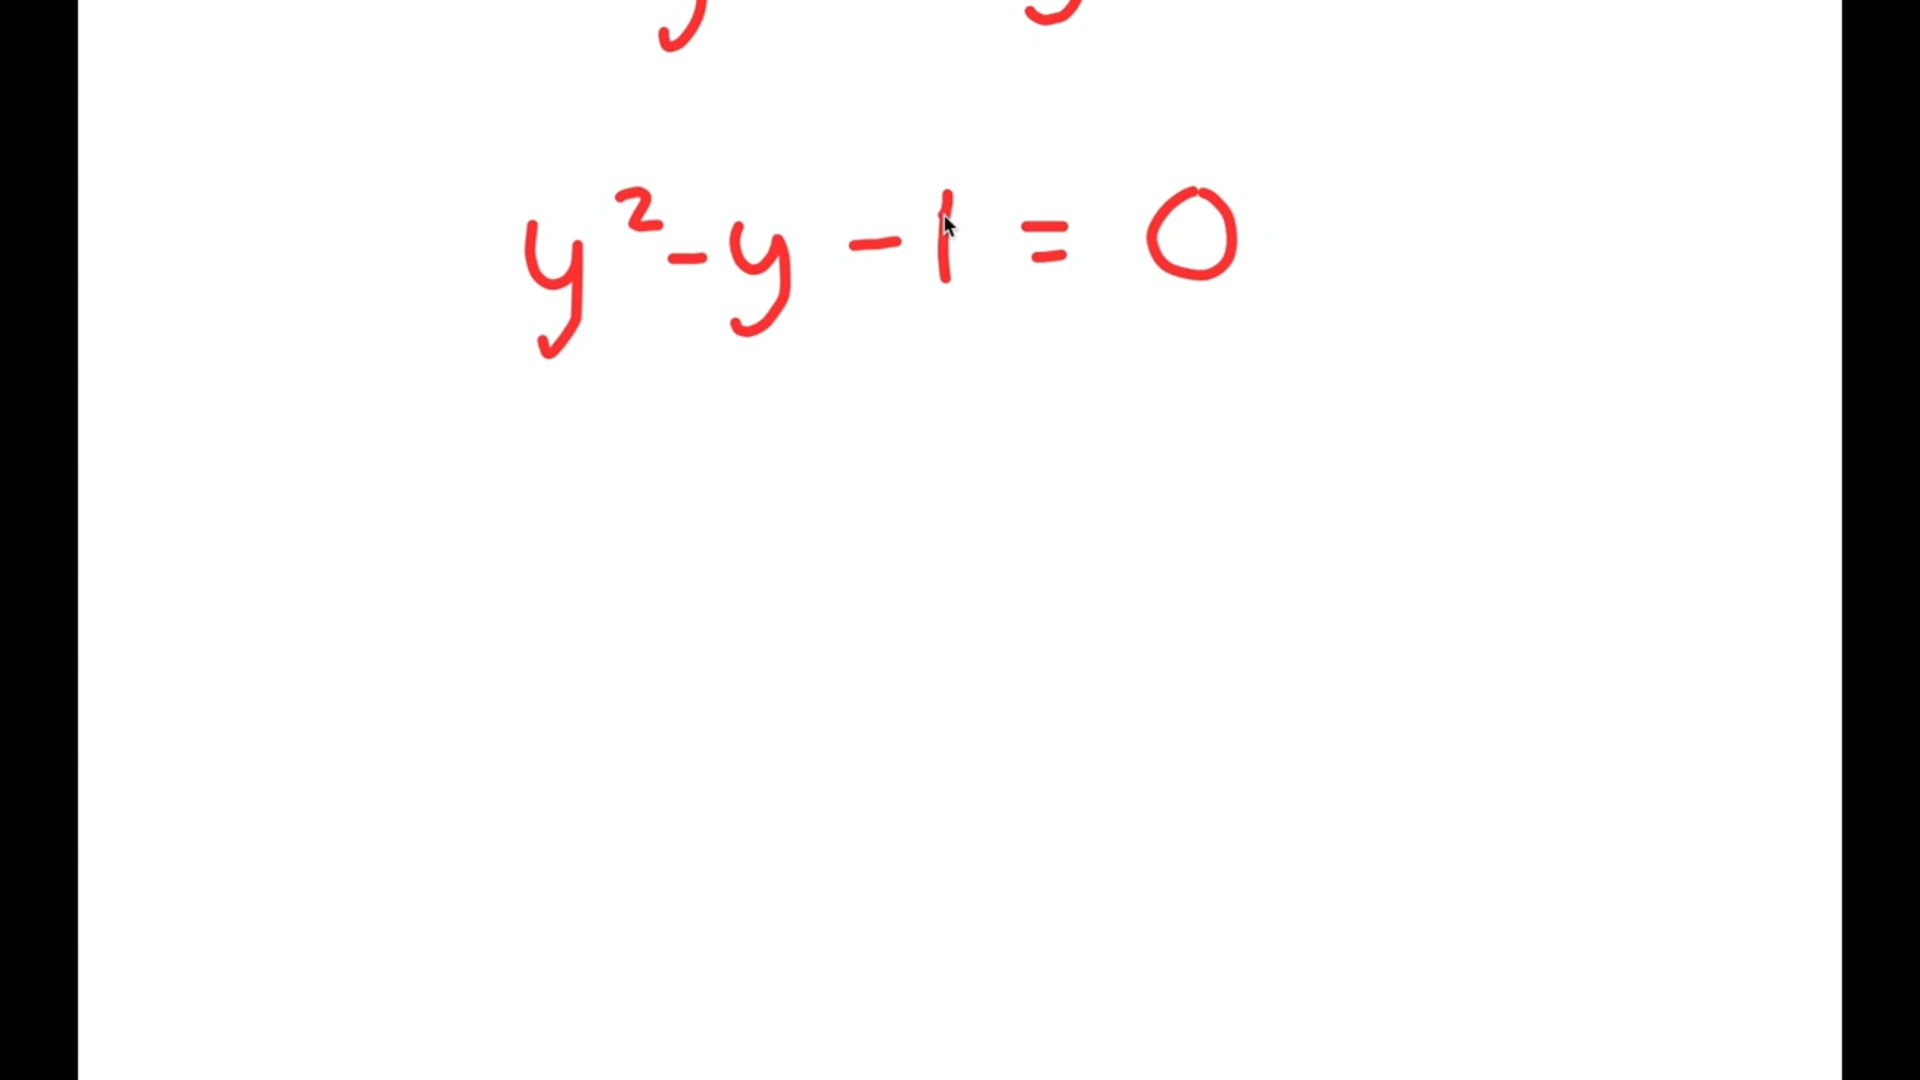 y² - y - 1 = 0